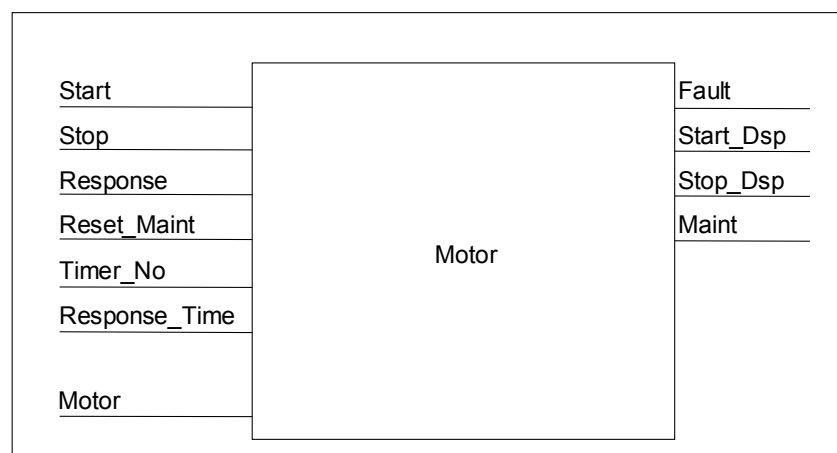 Start
Stop
Response
Reset_Maint
Timer_No
Response_Time
Motor
Motor
Fault
Start_Dsp
Stop_Dsp
Maint